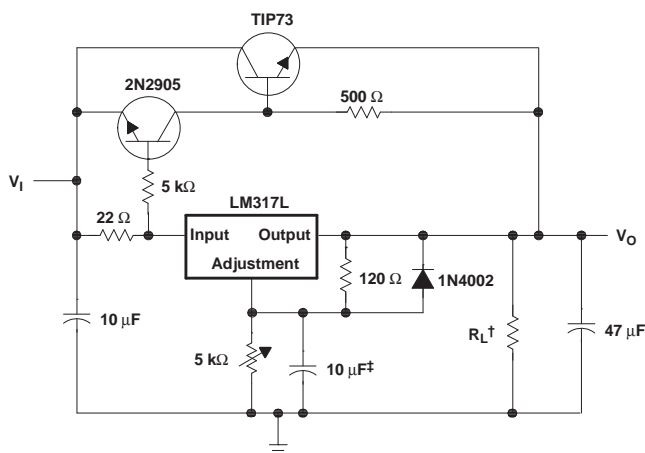 TIP73
2N2905
500 Ω
V_I
5 kΩ
LM317L
22 Ω
Input
Output
V_O
Adjustment
120 Ω
1N4002
10 μF
R_L†
47 μF
5 kΩ
10 μF‡